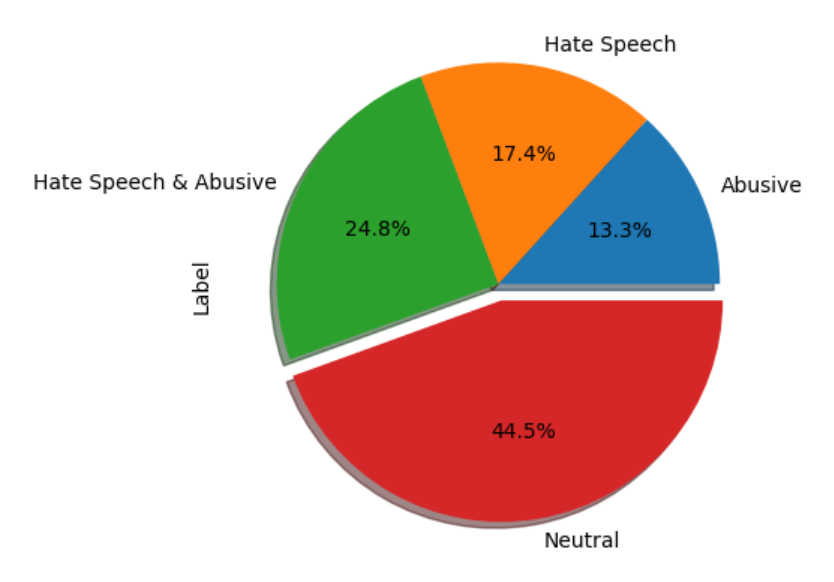 Hate Speech
17.4%
Hate Speech & Abusive
Abusive
24.8%
13.3%
Label
44.5%
Neutral